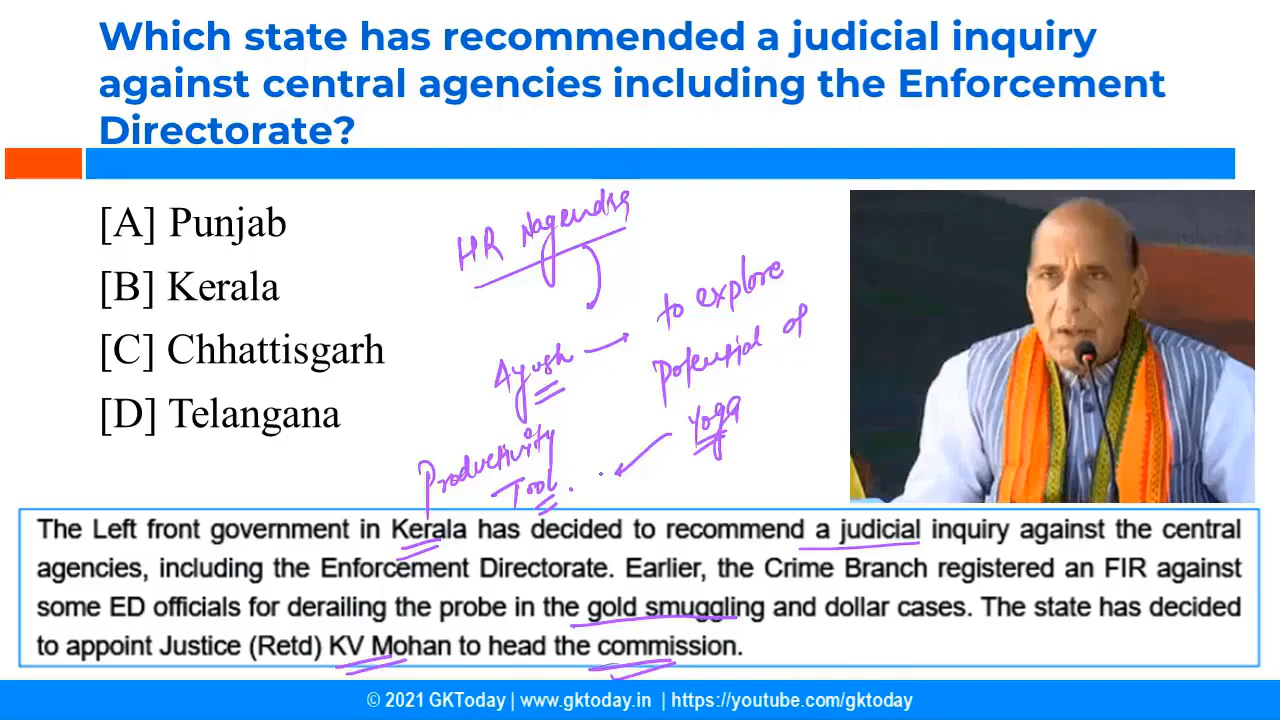 Which state has recommended a judicial inquiry
against central agencies including the Enforcement
Directorate?
[A] Punjab
[B] Kerala
[C] Chhattisgarh
[D] Telangana
HR Nagendra
Ayush
to explore
Potential of
Yoga
Productivity
Tool
The Left front government in Kerala has decided to recommend a judicial inquiry against the central
agencies, including the Enforcement Directorate. Earlier, the Crime Branch registered an FIR against
some ED officials for derailing the probe in the gold smuggling and dollar cases. The state has decided
to appoint Justice (Retd) KV Mohan to head the commission.
© 2021 GKToday | www.gktoday.in | https://youtube.com/gktoday